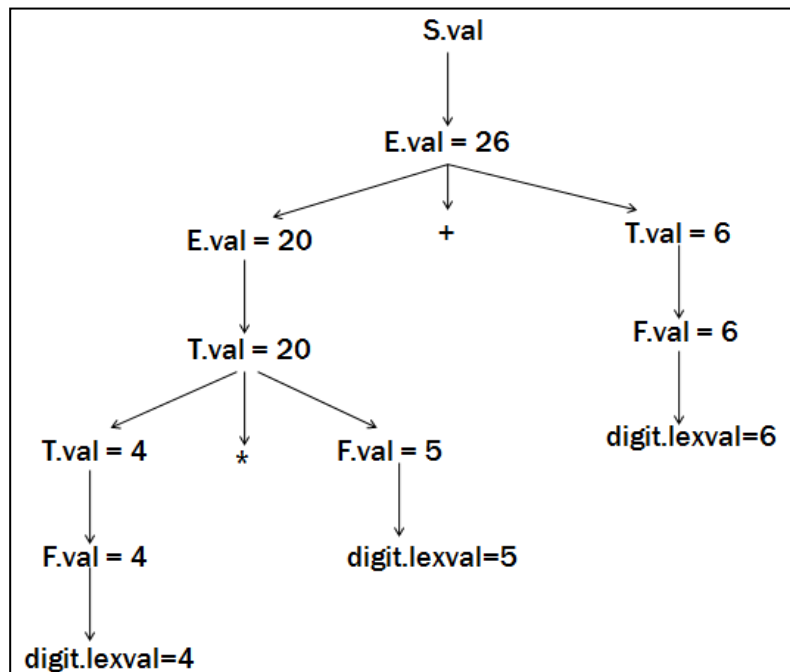 S.val
E.val = 26
E.val = 20
+
T.val = 6
T.val = 20
F.val = 6
T.val = 4
*
F.val = 5
digit.lexval=6
F.val = 4
digit.lexval=5
digit.lexval=4